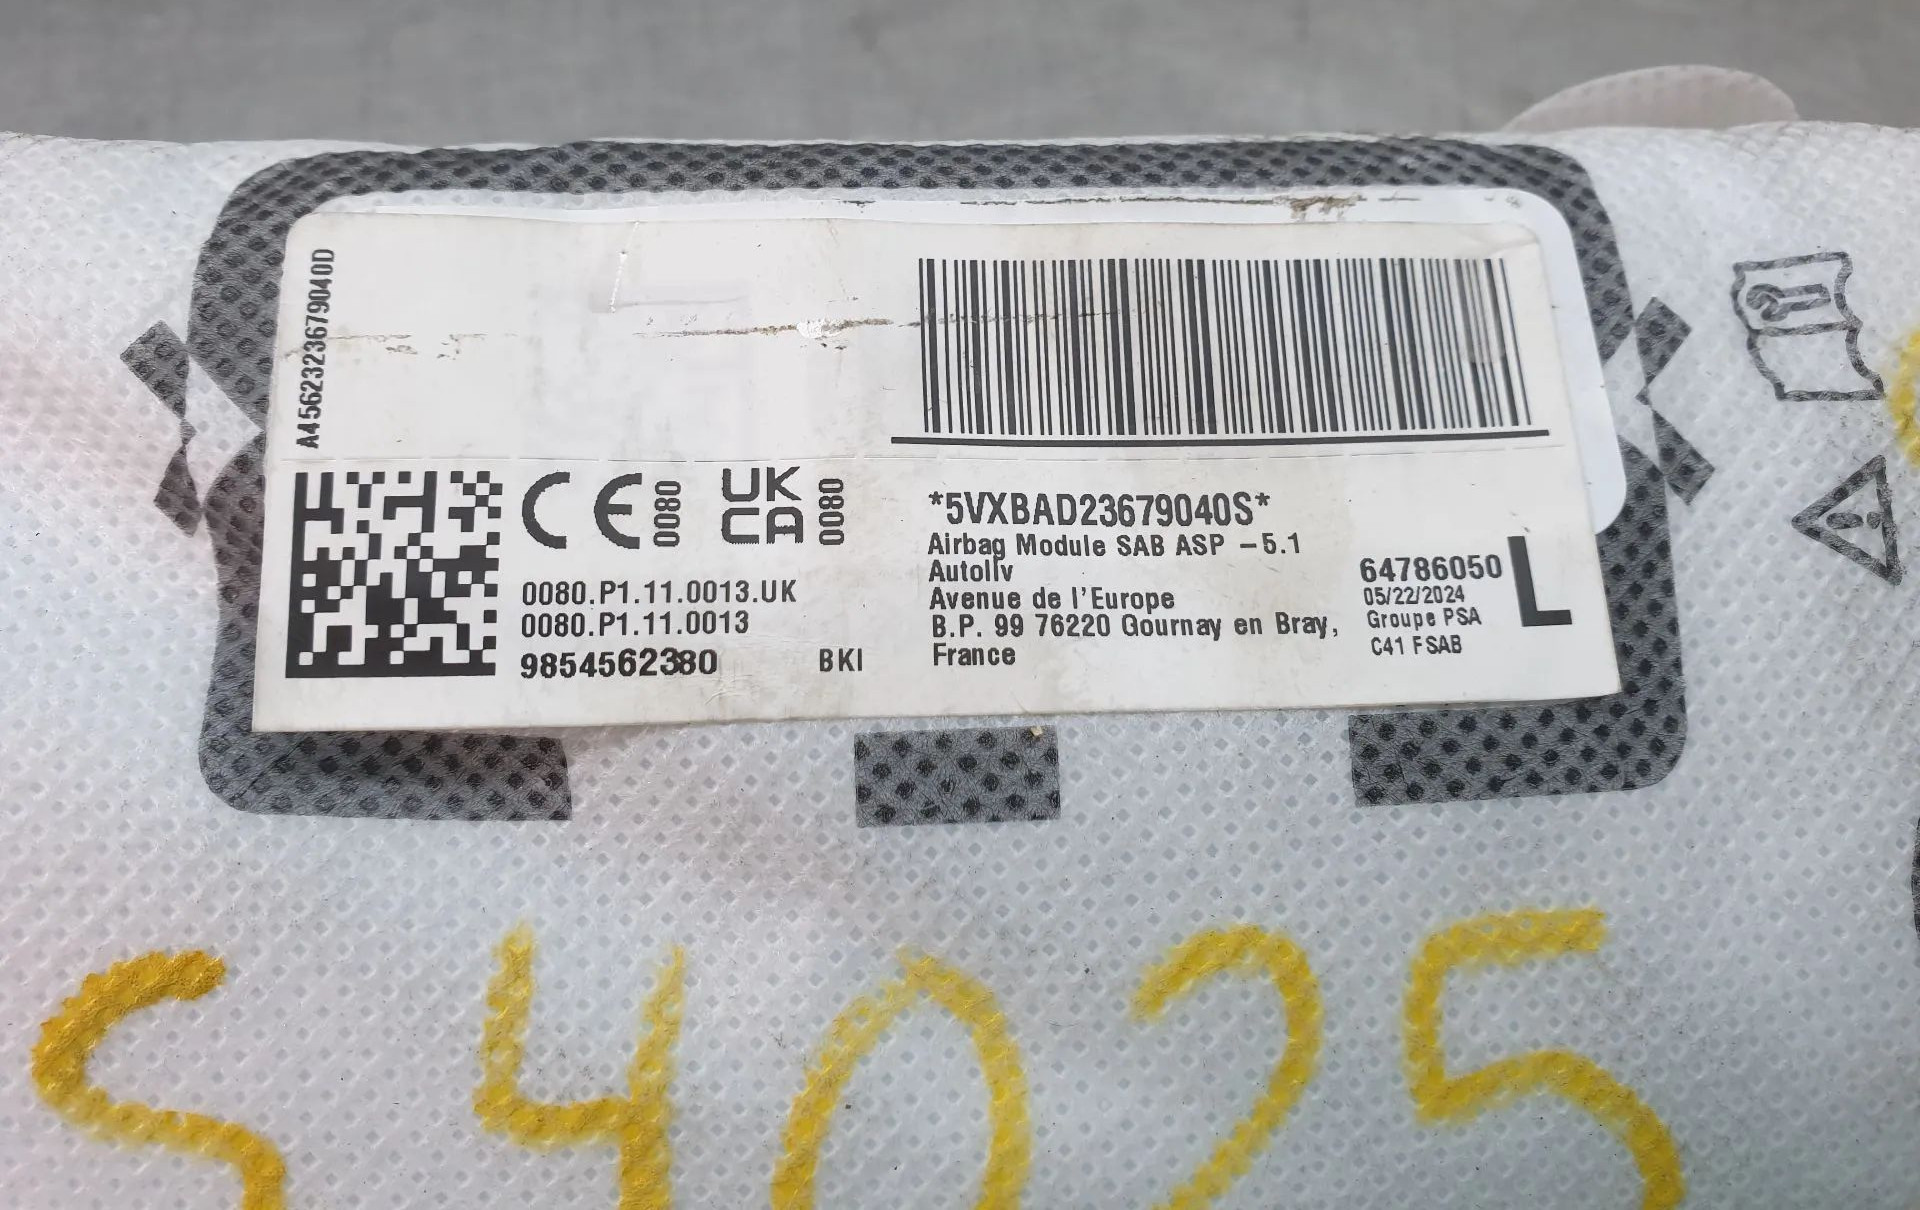 A4562323679040D
CE 0080 UK CA 0080
0080.P1.11.0013.UK
0080.P1.11.0013
9854562380 BKI
*5VXBAD23679040S*
Airbag Module SAB ASP -5.1
Autoliv
Avenue de l'Europe
B.P. 99 76220 Gournay en Bray,
France
64786050 L
05/22/2024
Groupe PSA
C41 FSAB
S4025